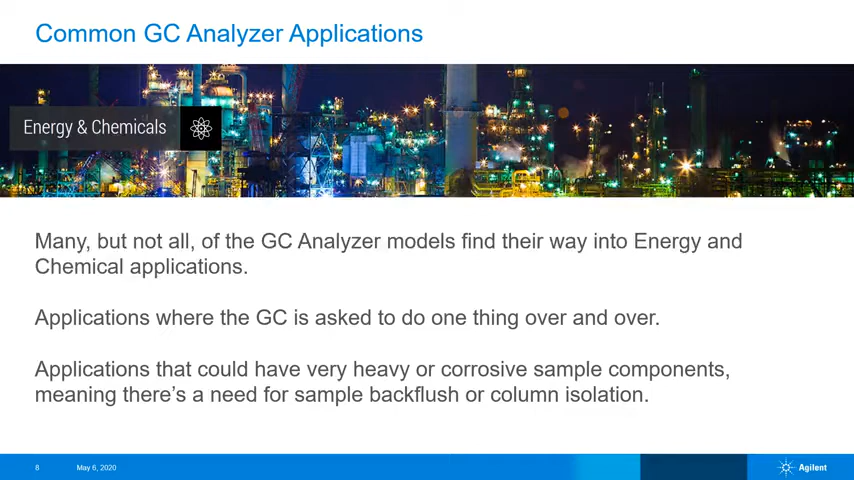 Common GC Analyzer Applications
Energy & Chemicals
Many, but not all, of the GC Analyzer models find their way into Energy and
Chemical applications.
Applications where the GC is asked to do one thing over and over.
Applications that could have very heavy or corrosive sample components,
meaning there's a need for sample backflush or column isolation.
8
May 6, 2020
Agilent